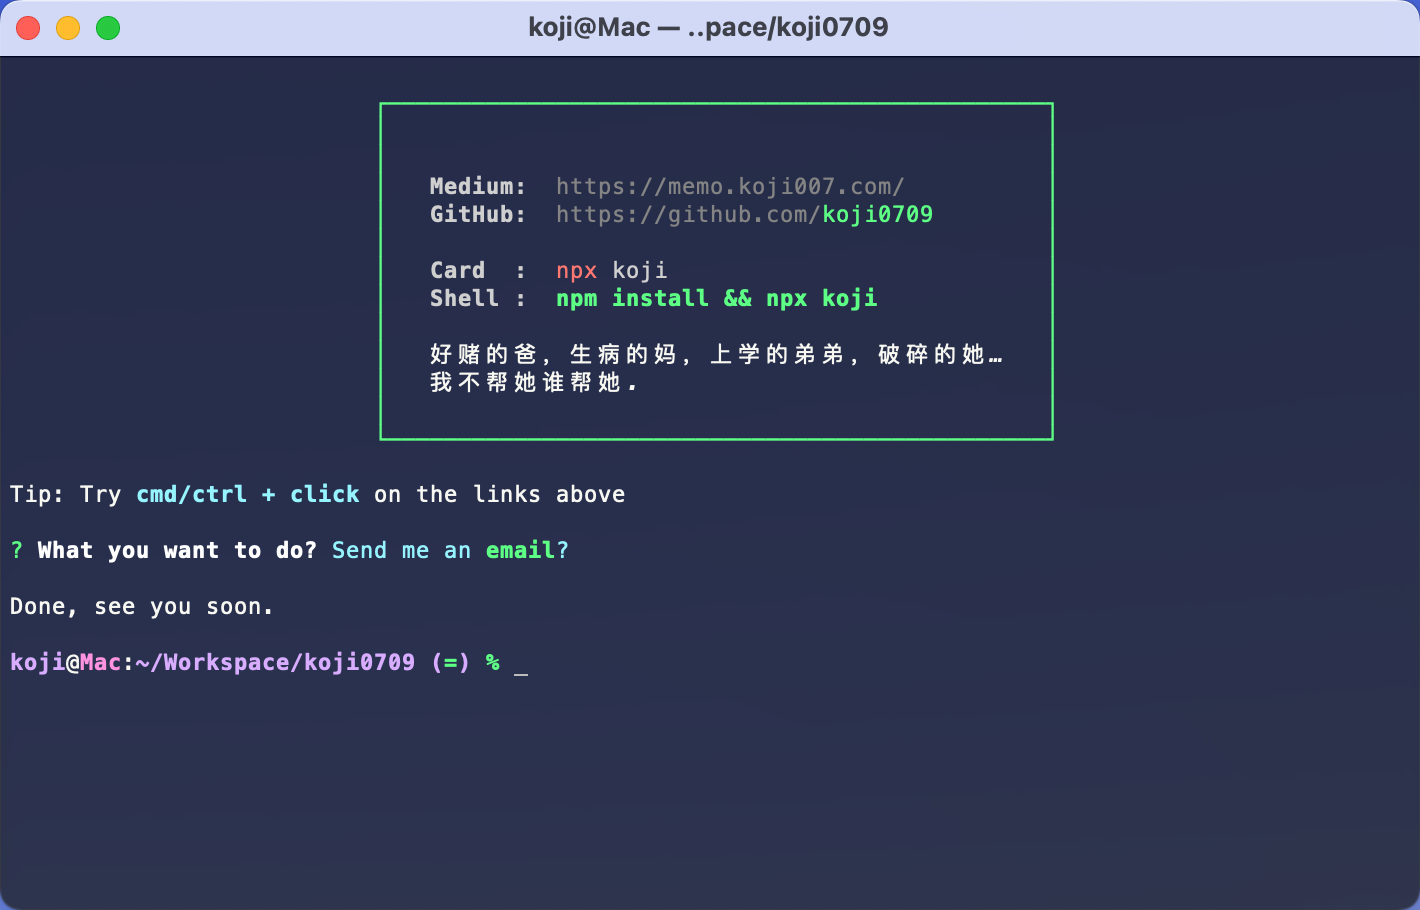 koji@Mac — ..pace/koji0709
Medium: https://memo.koji007.com/
GitHub: https://github.com/koji0709
Card : npx koji
Shell : npm install && npx koji
好赌的爸, 生病的妈, 上学的弟弟, 破碎的她…
我不帮她谁帮她.
Tip: Try cmd/ctrl + click on the links above
? What you want to do? Send me an email?
Done, see you soon.
koji@Mac:~/Workspace/koji0709 (=) % _